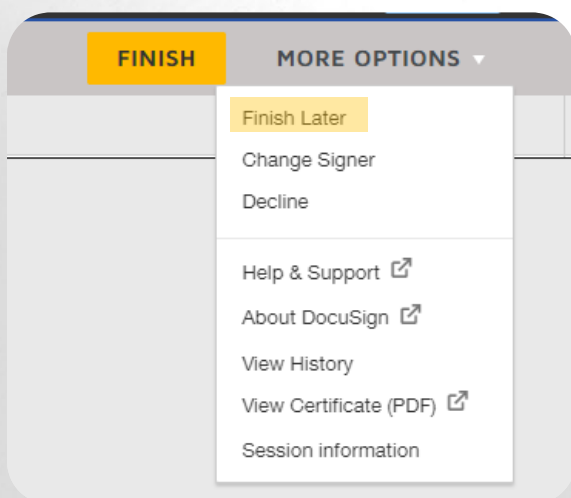 FINISH MORE OPTIONS
Finish Later
Change Signer
Decline
Help & Support
About DocuSign
View History
View Certificate (PDF)
Session information